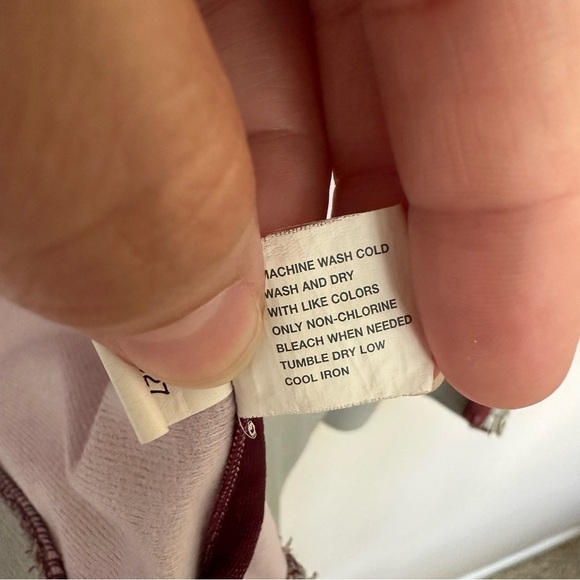 MACHINE WASH COLD
WASH AND DRY
WITH LIKE COLORS
ONLY NON-CHLORINE
BLEACH WHEN NEEDED
TUMBLE DRY LOW
COOL IRON